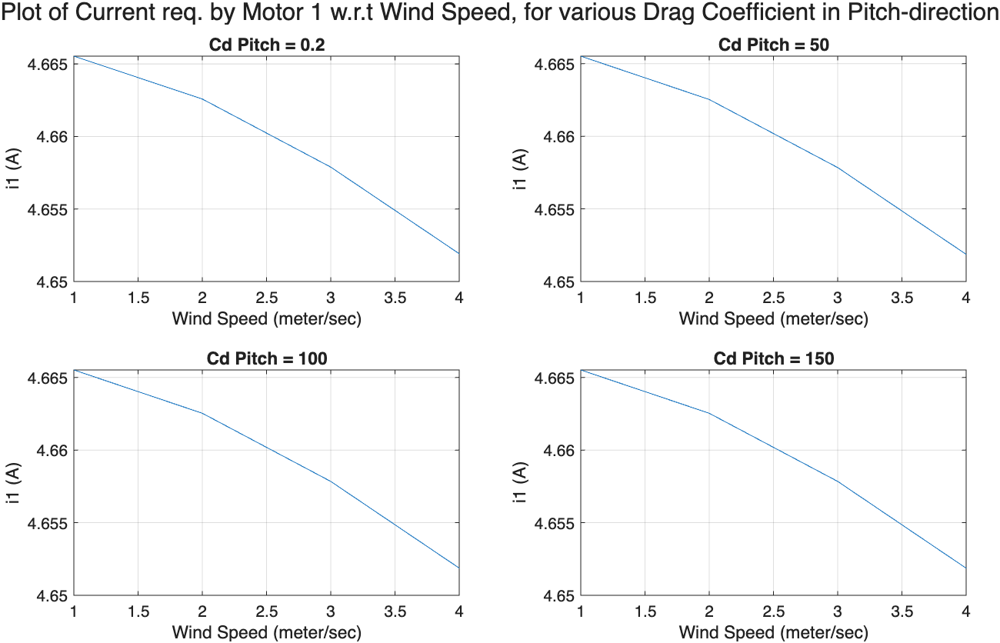 Plot of Current req. by Motor 1 w.r.t Wind Speed, for various Drag Coefficient in Pitch-direction
Cd Pitch = 0.2
4.665
4.66
4.655
4.65
i1 (A)
1 1.5 2 2.5 3 3.5 4
Wind Speed (meter/sec)
Cd Pitch = 50
4.665
4.66
4.655
4.65
i1 (A)
1 1.5 2 2.5 3 3.5 4
Wind Speed (meter/sec)
Cd Pitch = 100
4.665
4.66
4.655
4.65
i1 (A)
1 1.5 2 2.5 3 3.5 4
Wind Speed (meter/sec)
Cd Pitch = 150
4.665
4.66
4.655
4.65
i1 (A)
1 1.5 2 2.5 3 3.5 4
Wind Speed (meter/sec)